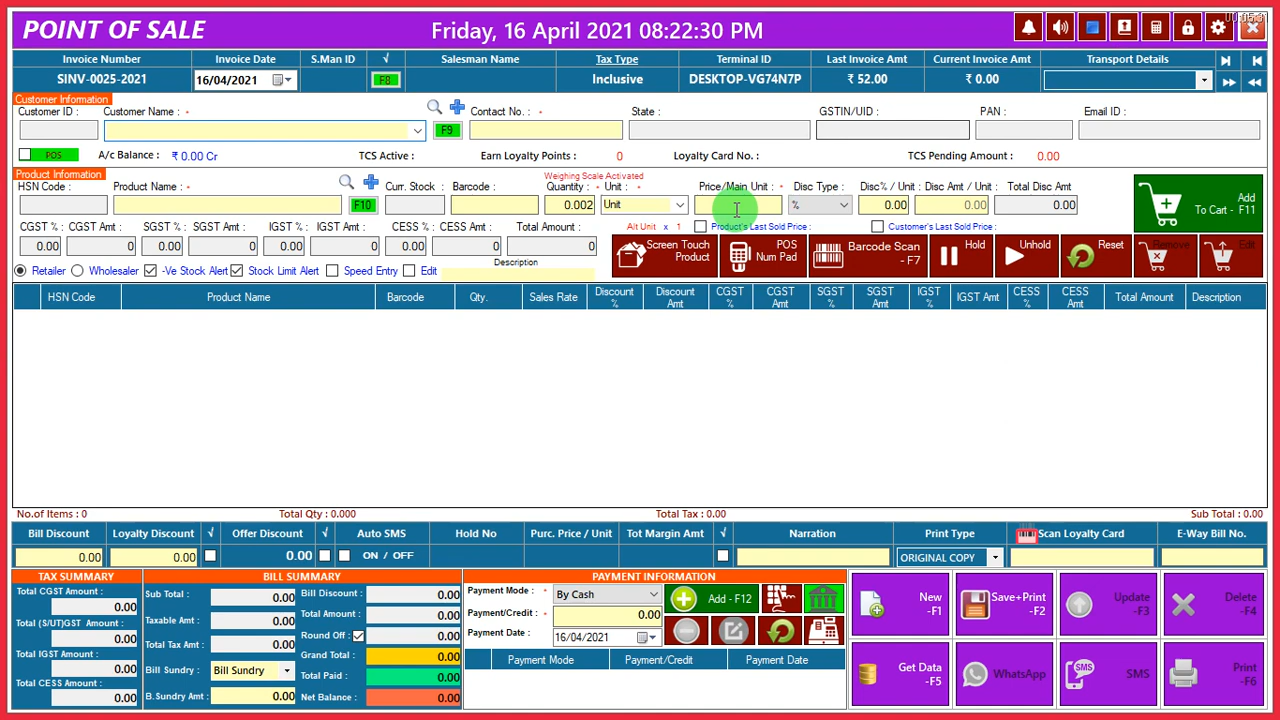 POINT OF SALE
Friday, 16 April 2021 08:22:30 PM
Invoice Number Invoice Date S.Man ID √ Salesman Name Tax Type Terminal ID Last Invoice Amt Current Invoice Amt Transport Details
SINV-0025-2021 16/04/2021 F8 Inclusive DESKTOP-VG74N7P ₹ 52.00 ₹ 0.00
Customer Information
Customer ID : Customer Name : * Contact No. : * State : GSTIN/UID : PAN : Email ID :
F9
POS A/c Balance : ₹ 0.00 Cr TCS Active : Earn Loyalty Points : 0 Loyalty Card No. : TCS Pending Amount : 0.00
Product Information
Weighing Scale Activated
HSN Code : Product Name : * Curr. Stock : Barcode : Quantity : * Unit : * Price/Main Unit : * Disc Type : Disc% / Unit : Disc Amt / Unit : Total Disc Amt
F10 0.002 Unit % 0.00 0.00 0.00
Add To Cart - F11
CGST % : CGST Amt : SGST % : SGST Amt : IGST % : IGST Amt : CESS % : CESS Amt : Total Amount : Alt Unit x 1 Product's Last Sold Price : Customer's Last Sold Price :
0.00 0 0.00 0 0.00 0 0.00 0 0
Screen Touch Product POS Num Pad Barcode Scan - F7 Hold Unhold Reset Remove Edit
Description
Retailer Wholesaler -Ve Stock Alert Stock Limit Alert Speed Entry Edit
HSN Code Product Name Barcode Qty. Sales Rate Discount % Discount Amt CGST % CGST Amt SGST % SGST Amt IGST % IGST Amt CESS % CESS Amt Total Amount Description
No.of Items : 0 Total Qty : 0.000 Total Tax : 0.00 Sub Total : 0.00
Bill Discount Loyalty Discount √ Offer Discount √ Auto SMS Hold No Purc. Price / Unit Tot Margin Amt √ Narration Print Type Scan Loyalty Card E-Way Bill No.
0.00 0.00 0.00 ON / OFF ORIGINAL COPY
TAX SUMMARY
Total CGST Amount :
0.00
Total (S/UT)GST Amount :
0.00
Total IGST Amount :
0.00
Total CESS Amount :
0.00
BILL SUMMARY
Sub Total : 0.00
Taxable Amt : 0.00
Total Tax Amt : 0.00
Bill Sundry : Bill Sundry
B.Sundry Amt : 0.00
Bill Discount : 0.00
Total Amount : 0.00
Round Off : 0.00
Grand Total : 0.00
Total Paid : 0.00
Net Balance : 0.00
PAYMENT INFORMATION
Payment Mode : * By Cash
Payment/Credit : * 0.00
Payment Date : 16/04/2021
Add - F12
Payment Mode Payment/Credit Payment Date
New -F1
Save+Print -F2
Update -F3
Delete -F4
Get Data -F5
WhatsApp
SMS
SMS
Print -F6